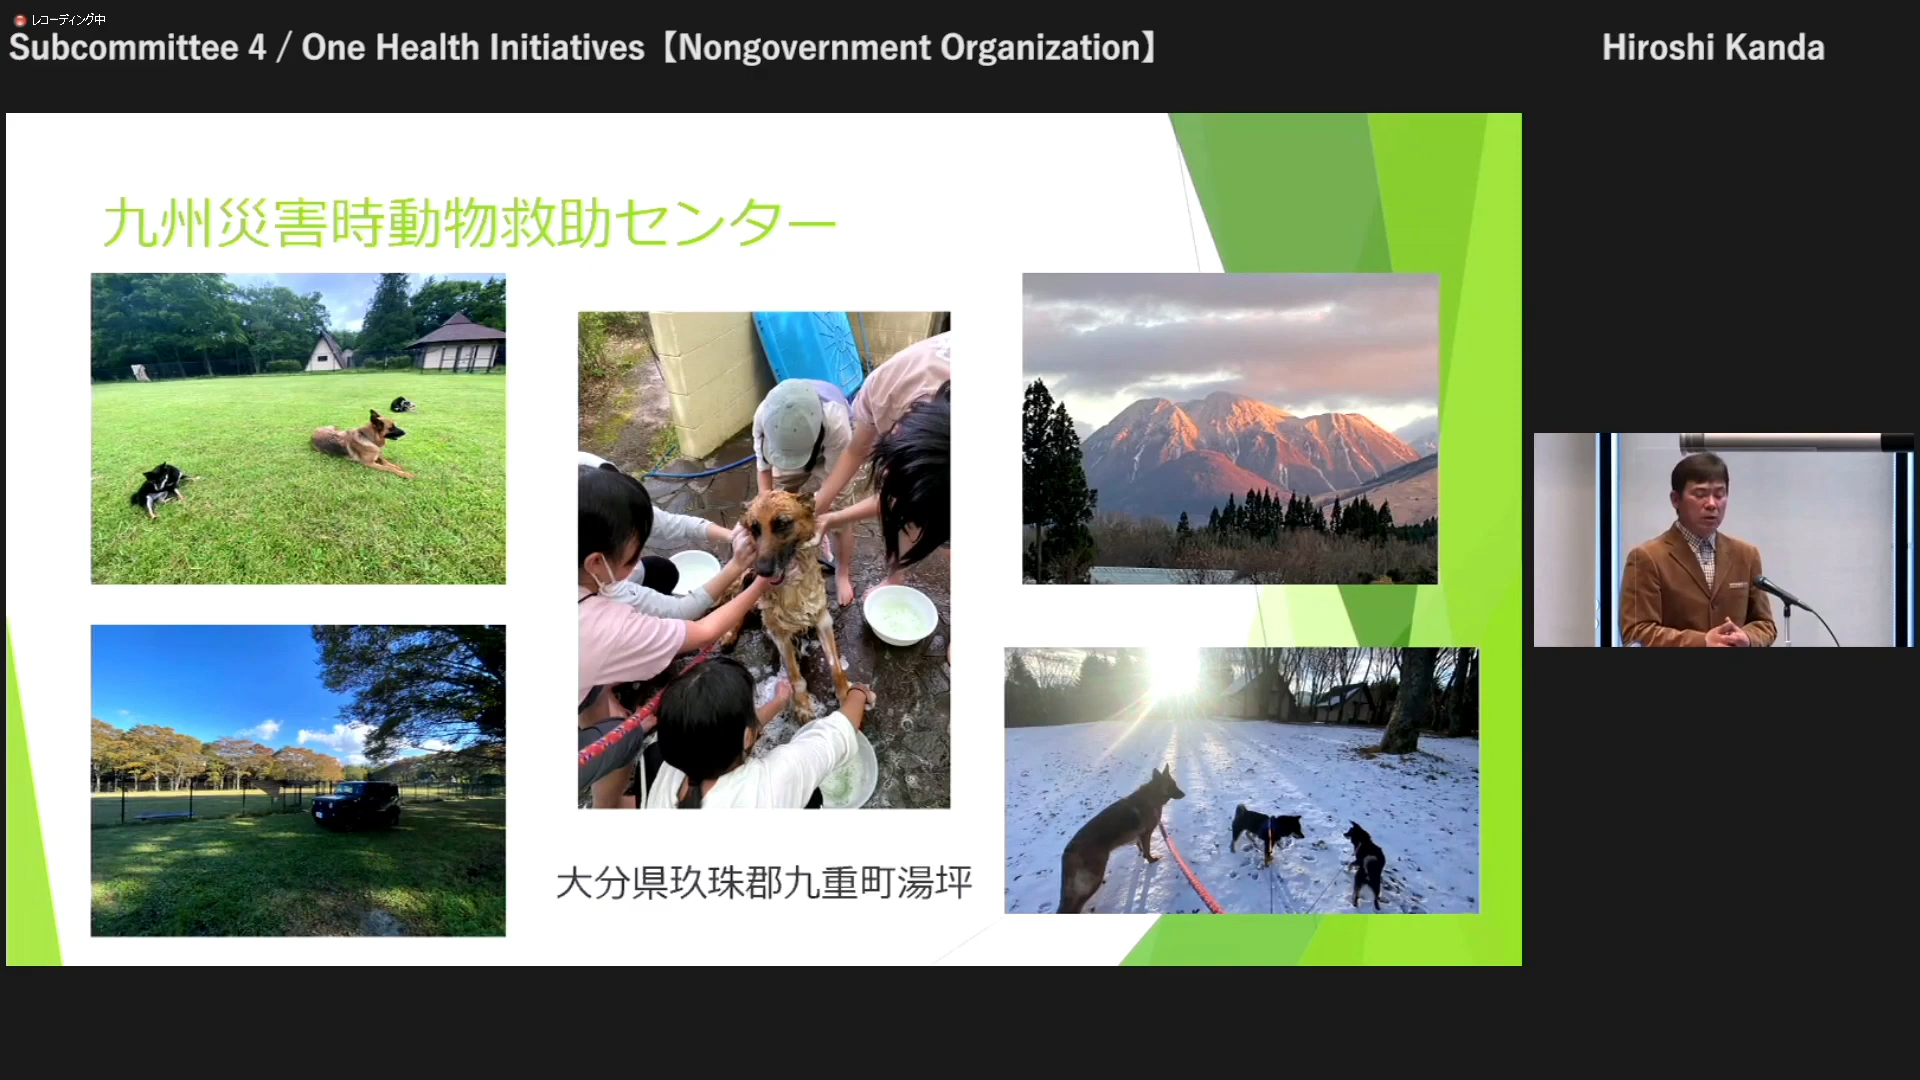 レコーディング中
Subcommittee 4 / One Health Initiatives【Nongovernment Organization】
Hiroshi Kanda
九州災害時動物救助センター
大分県玖珠郡九重町湯坪